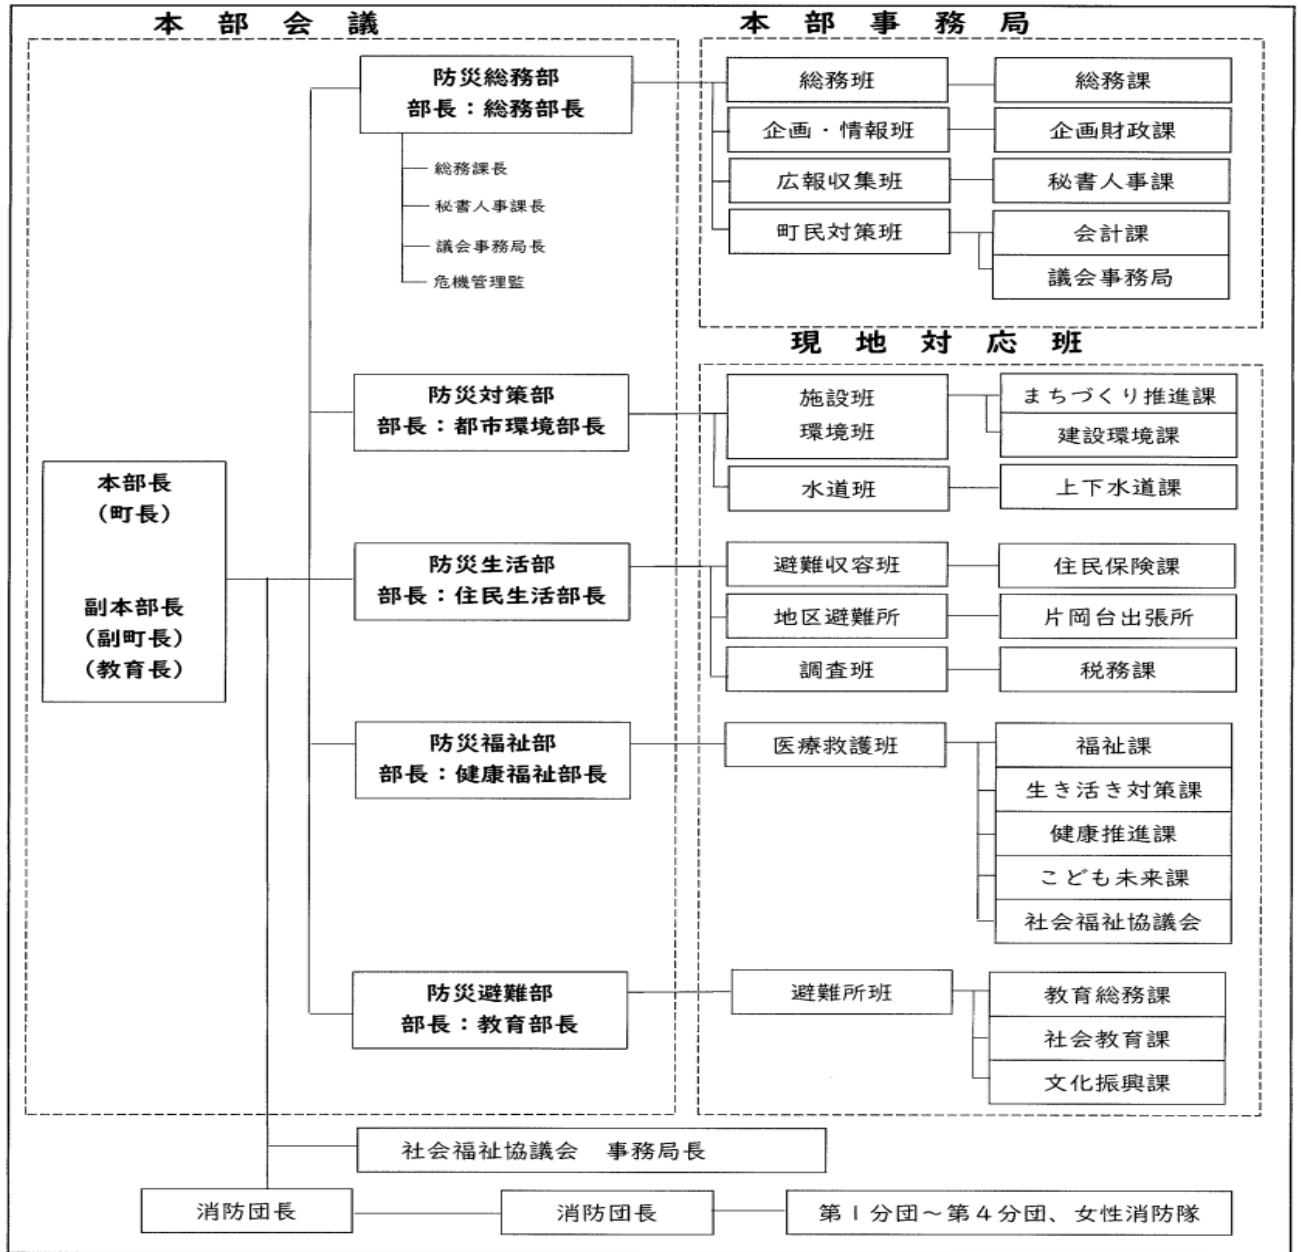 本部会議
本部事務局
防災総務部
部長：総務部長
総務課長
秘書人事課長
議会事務局長
危機管理監
総務班
総務課
企画・情報班
企画財政課
広報収集班
秘書人事課
町民対策班
会計課
議会事務局
現地対応班
防災対策部
部長：都市環境部長
施設班
環境班
まちづくり推進課
建設環境課
水道班
上下水道課
本部長
（町長）
副本部長
（副町長）
（教育長）
防災生活部
部長：住民生活部長
避難収容班
住民保険課
地区避難所
片岡台出張所
調査班
税務課
防災福祉部
部長：健康福祉部長
医療救護班
福祉課
生き活き対策課
健康推進課
こども未来課
社会福祉協議会
防災避難部
部長：教育部長
避難所班
教育総務課
社会教育課
文化振興課
社会福祉協議会　事務局長
消防団長
消防団長
第１分団～第４分団、女性消防隊